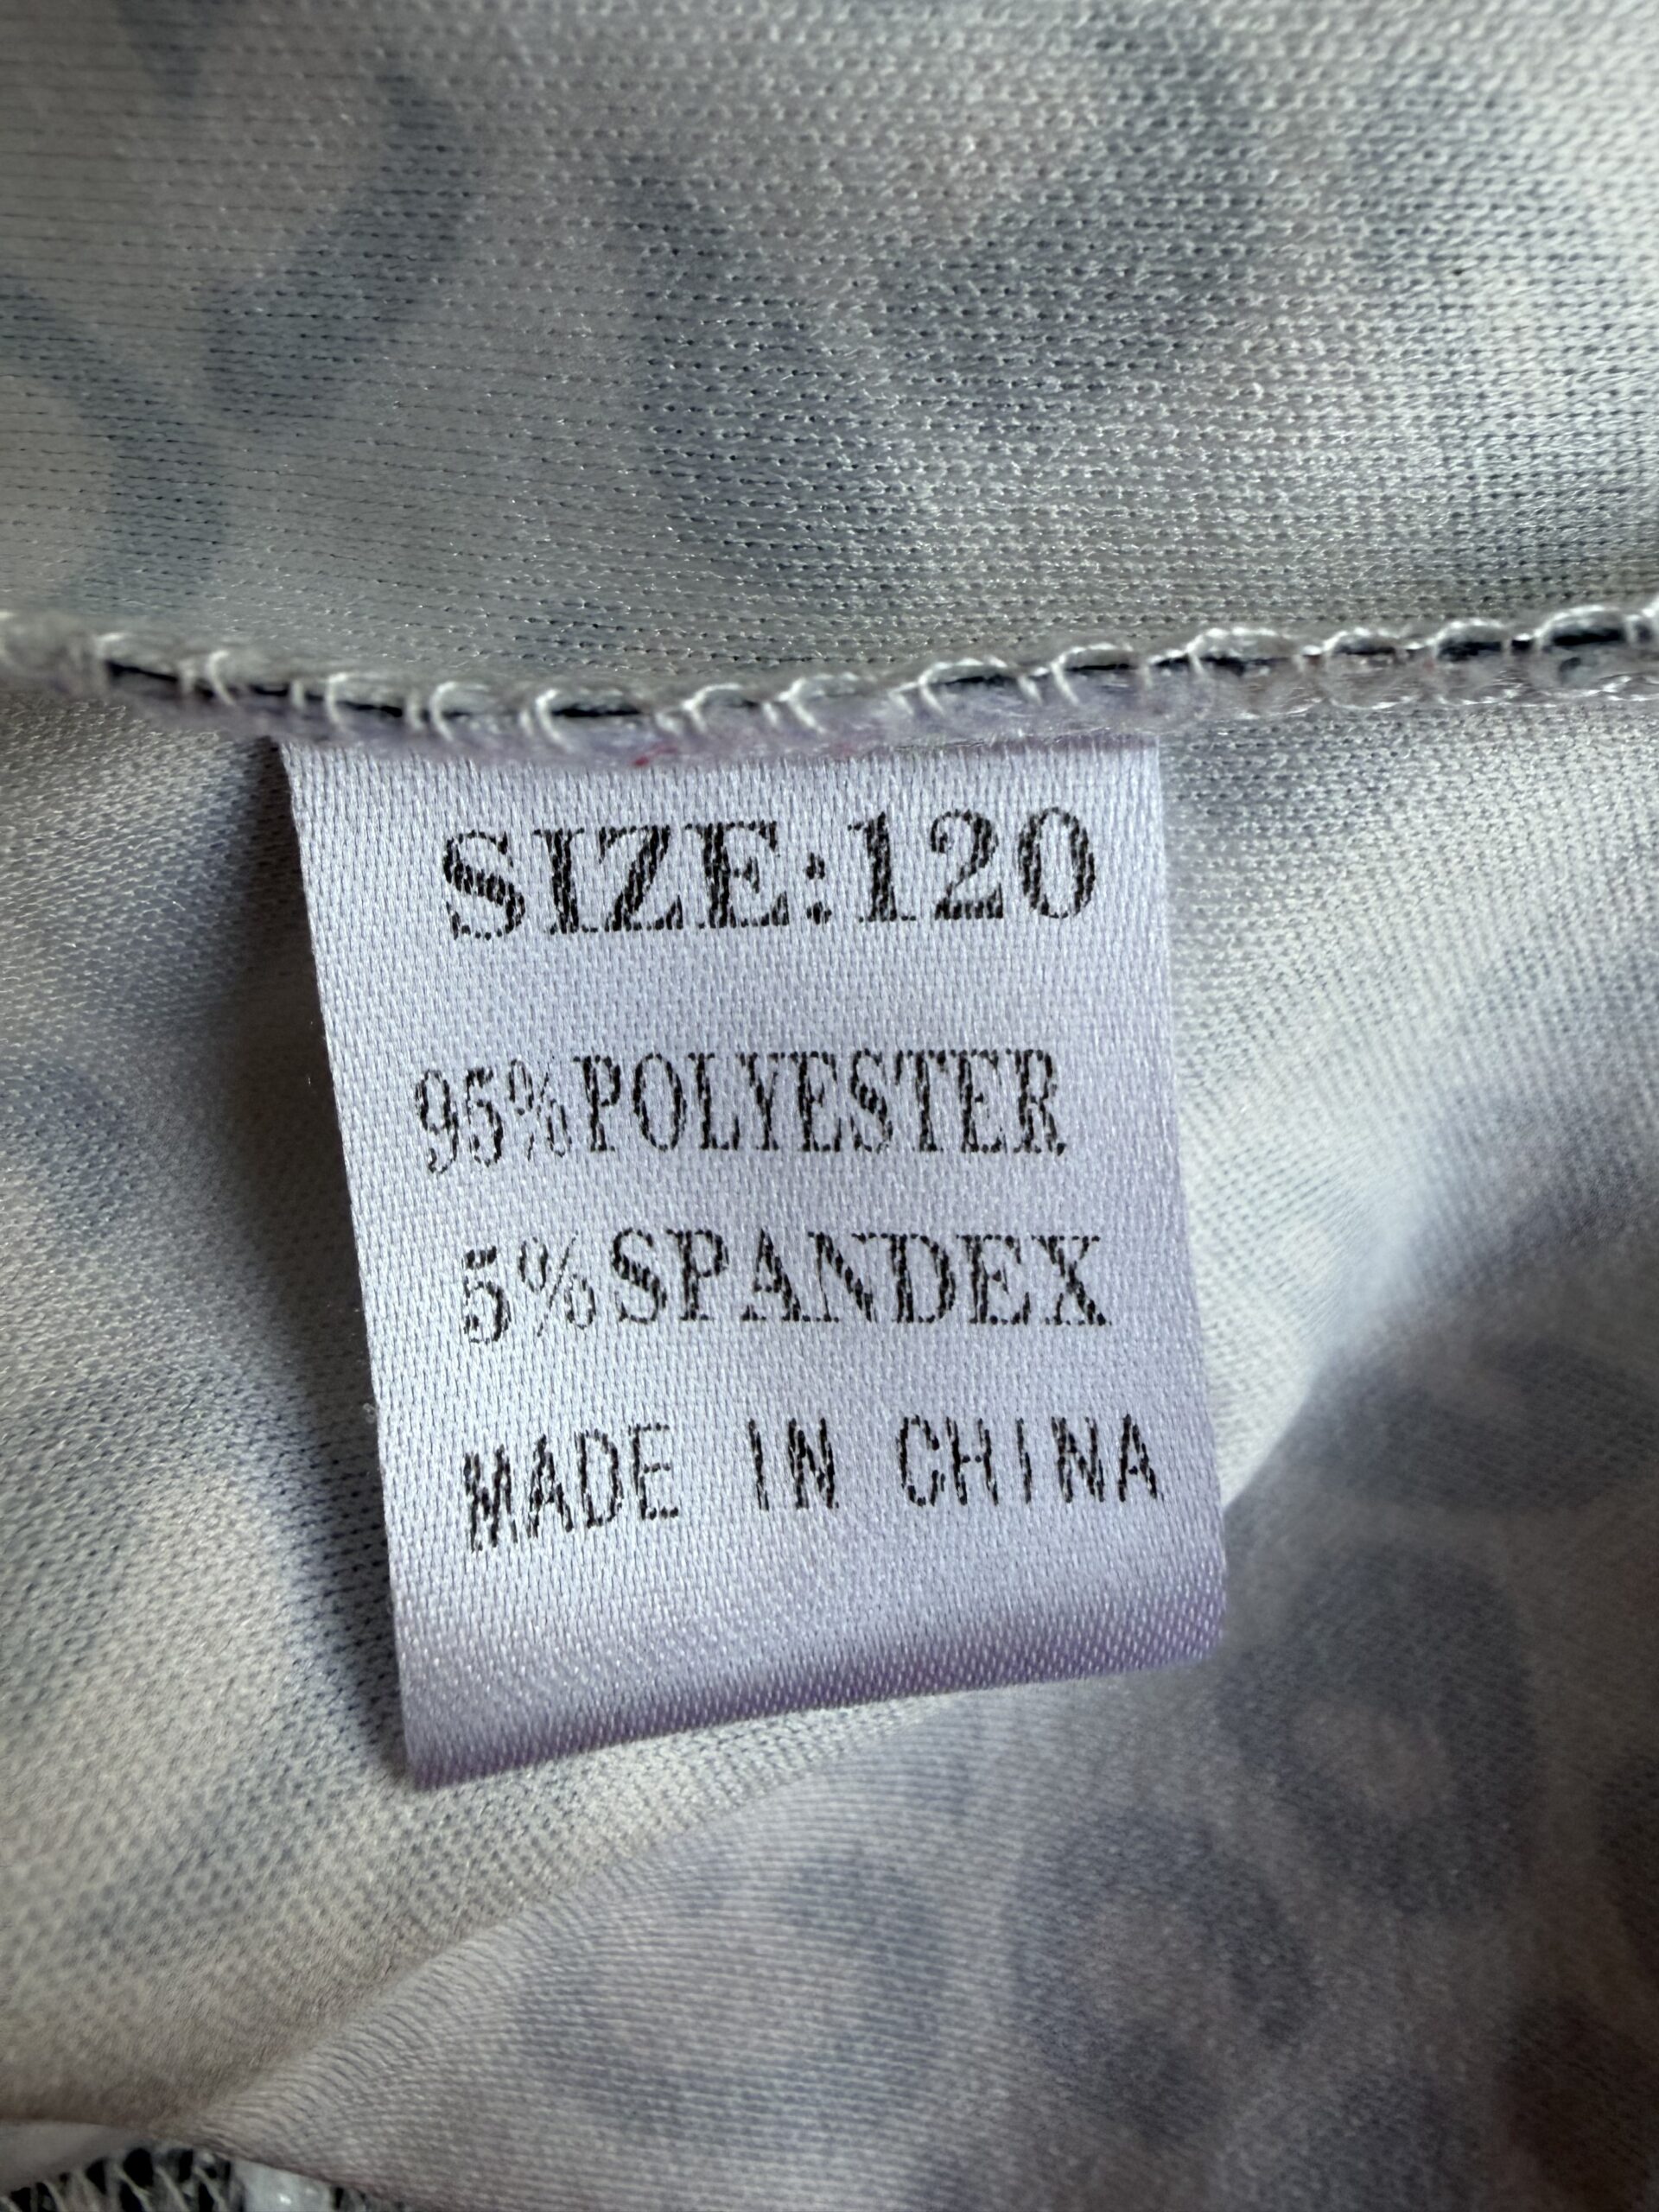 SIZE:120
95%POLYESTER
5%SPANDEX
MADE IN CHINA